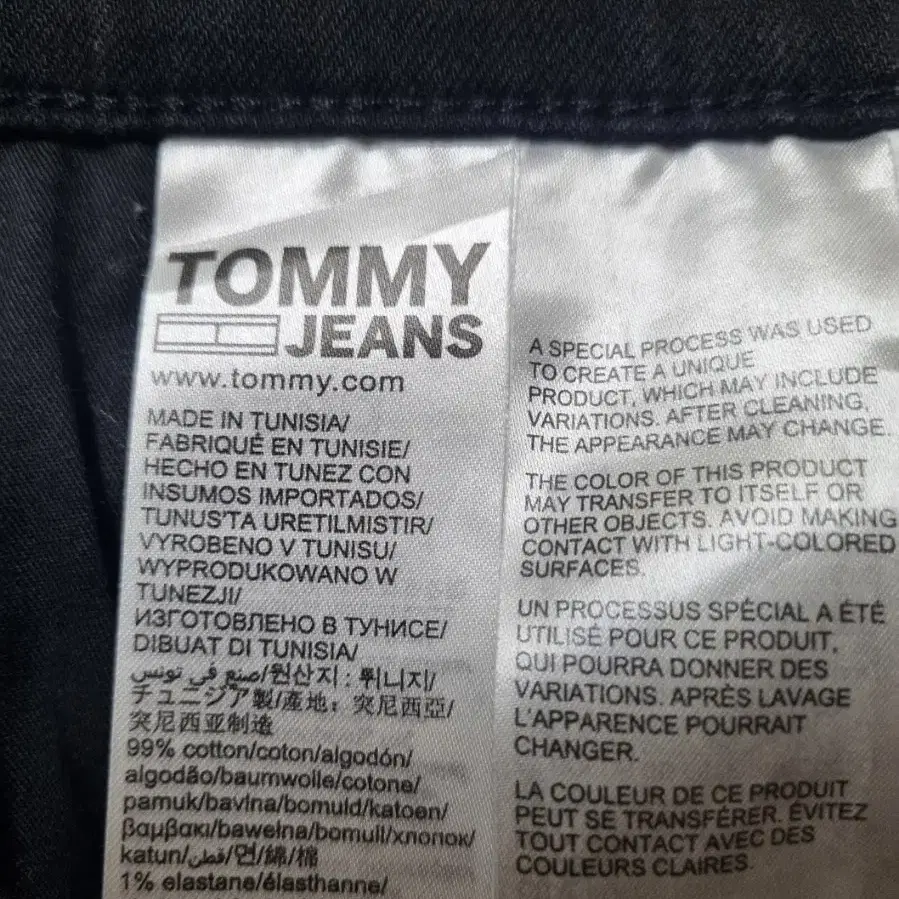 TOMMY
JEANS
www.tommy.com
MADE IN TUNISIA/
FABRIQUÉ EN TUNISIE/
HECHO EN TUNEZ CON
INSUMOS IMPORTADOS/
TUNUS'TA URETILMISTIR/
VYROBENO V TUNISU/
WYPRODUKOWANO W
TUNEZJI/
ИЗГОТОВЛЕНО В ТУНИСЕ/
DIBUAT DI TUNISIA/
صنع في تونس/원산지 : 튀니지/
チュニジア製/產地：突尼西亞/
突尼西亚制造
99% cotton/coton/algodón/
algodão/baumwolle/cotone/
pamuk/bavlna/bomuld/katoen/
βαμβακι/bawełna/bomull/хлопок/
katun/قطن/면/綿/棉
1% elastane/élasthanne/
A SPECIAL PROCESS WAS USED
TO CREATE A UNIQUE
PRODUCT, WHICH MAY INCLUDE
VARIATIONS. AFTER CLEANING,
THE APPEARANCE MAY CHANGE.
THE COLOR OF THIS PRODUCT
MAY TRANSFER TO ITSELF OR
OTHER OBJECTS. AVOID MAKING
CONTACT WITH LIGHT-COLORED
SURFACES.
UN PROCESSUS SPÉCIAL A ÉTÉ
UTILISÉ POUR CE PRODUIT,
QUI POURRA DONNER DES
VARIATIONS. APRÈS LAVAGE
L'APPARENCE POURRAIT
CHANGER.
LA COULEUR DE CE PRODUIT
PEUT SE TRANSFÉRER. ÉVITEZ
TOUT CONTACT AVEC DES
COULEURS CLAIRES.